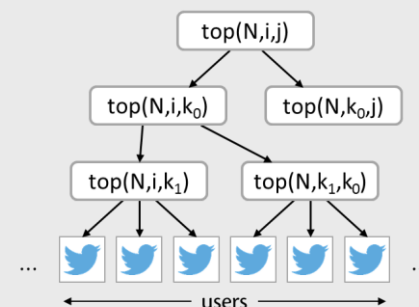 top(N,i,j)
top(N,i,k₀) top(N,k₀,j)
top(N,i,k₁) top(N,k₁,k₀)
... ...
users